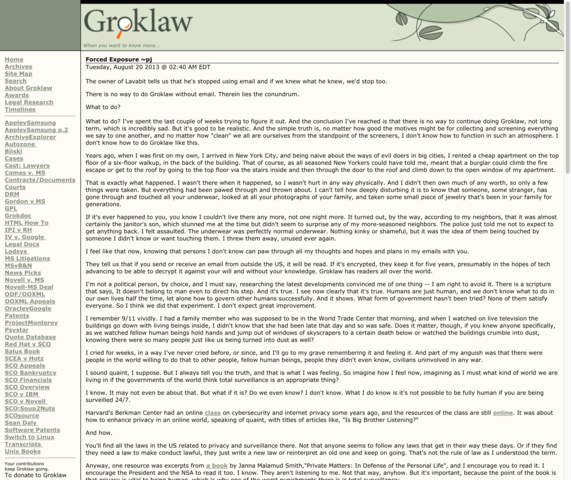 Groklaw
When you want to know more...
Home
Archives
Site Map
Search
About Groklaw
Awards
Legal Research
Timelines
ApplevSamsung
ApplevSamsung p.2
ArchiveExplorer
Autozone
Bilski
Cases
Cast: Lawyers
Comes v. MS
Contracts/Documents
Courts
DRM
Gordon v MS
GPL
Grokdoc
HTML How To
IPI v RH
IV v. Google
Legal Docs
Lodsys
MS Litigations
MSvB&N
News Picks
Novell v. MS
Novell-MS Deal
ODF/OOXML
OOXML Appeals
OraclevGoogle
Patents
ProjectMonterey
Psystar
Quote Database
Red Hat v SCO
Salus Book
SCEA v Hotz
SCO Appeals
SCO Bankruptcy
SCO Financials
SCO Overview
SCO v IBM
SCO v Novell
SCO:Soup2Nuts
SCOsource
Sean Daly
Software Patents
Switch to Linux
Transcripts
Unix Books
Your contributions
keep Groklaw going.
To donate to Groklaw
Forced Exposure ~pj
Tuesday, August 20 2013 @ 02:40 AM EDT
The owner of Lavabit tells us that he's stopped using email and if we knew what he knew, we'd stop too.
There is no way to do Groklaw without email. Therein lies the conundrum.
What to do?
What to do? I've spent the last couple of weeks trying to figure it out. And the conclusion I've reached is that there is no way to continue doing Groklaw, not long
term, which is incredibly sad. But it's good to be realistic. And the simple truth is, no matter how good the motives might be for collecting and screening everything
we say to one another, and no matter how "clean" we all are ourselves from the standpoint of the screeners, I don't know how to function in such an atmosphere. I
don't know how to do Groklaw like this.
Years ago, when I was first on my own, I arrived in New York City, and being naive about the ways of evil doers in big cities, I rented a cheap apartment on the top
floor of a six-floor walkup, in the back of the building. That of course, as all seasoned New Yorkers could have told me, meant that a burglar could climb the fire
escape or get to the roof by going to the top floor via the stairs inside and then through the door to the roof and climb down to the open window of my apartment.
That is exactly what happened. I wasn't there when it happened, so I wasn't hurt in any way physically. And I didn't then own much of any worth, so only a few
things were taken. But everything had been pawed through and thrown about. I can't tell how deeply disturbing it is to know that someone, some stranger, has
gone through and touched all your underwear, looked at all your photographs of your family, and taken some small piece of jewelry that's been in your family for
generations.
If it's ever happened to you, you know I couldn't live there any more, not one night more. It turned out, by the way, according to my neighbors, that it was almost
certainly the janitor's son, which stunned me at the time but didn't seem to surprise any of my more-seasoned neighbors. The police just told me not to expect to
get anything back. I felt assaulted. The underwear was perfectly normal underwear. Nothing kinky or shameful, but it was the idea of them being touched by
someone I didn't know or want touching them. I threw them away, unused ever again.
I feel like that now, knowing that persons I don't know can paw through all my thoughts and hopes and plans in my emails with you.
They tell us that if you send or receive an email from outside the US, it will be read. If it's encrypted, they keep it for five years, presumably in the hopes of tech
advancing to be able to decrypt it against your will and without your knowledge. Groklaw has readers all over the world.
I'm not a political person, by choice, and I must say, researching the latest developments convinced me of one thing -- I am right to avoid it. There is a scripture
that says, It doesn't belong to man even to direct his step. And it's true. I see now clearly that it's true. Humans are just human, and we don't know what to do in
our own lives half the time, let alone how to govern other humans successfully. And it shows. What form of government hasn't been tried? None of them satisfy
everyone. So I think we did that experiment. I don't expect great improvement.
I remember 9/11 vividly. I had a family member who was supposed to be in the World Trade Center that morning, and when I watched on live television the
buildings go down with living beings inside, I didn't know that she had been late that day and so was safe. Does it matter, though, if you knew anyone specifically,
as we watched fellow human beings hold hands and jump out of windows of skyscrapers to a certain death below or watched the buildings crumble into dust,
knowing there were so many people just like us being turned into dust as well?
I cried for weeks, in a way I've never cried before, or since, and I'll go to my grave remembering it and feeling it. And part of my anguish was that there were
people in the world willing to do that to other people, fellow human beings, people they didn't even know, civilians uninvolved in any war.
I sound quaint, I suppose. But I always tell you the truth, and that is what I was feeling. So imagine how I feel now, imagining as I must what kind of world we are
living in if the governments of the world think total surveillance is an appropriate thing?
I know. It may not even be about that. But what if it is? Do we even know? I don't know. What I do know is it's not possible to be fully human if you are being
surveilled 24/7.
Harvard's Berkman Center had an online class on cybersecurity and internet privacy some years ago, and the resources of the class are still online. It was about
how to enhance privacy in an online world, speaking of quaint, with titles of articles like, "Is Big Brother Listening?"
And how.
You'll find all the laws in the US related to privacy and surveillance there. Not that anyone seems to follow any laws that get in their way these days. Or if they find
they need a law to make conduct lawful, they just write a new law or reinterpret an old one and keep on going. That's not the rule of law as I understood the term.
Anyway, one resource was excerpts from a book by Janna Malamud Smith,"Private Matters: In Defense of the Personal Life", and I encourage you to read it. I
encourage the President and the NSA to read it too. I know. They aren't listening to me. Not that way, anyhow. But it's important, because the point of the book is